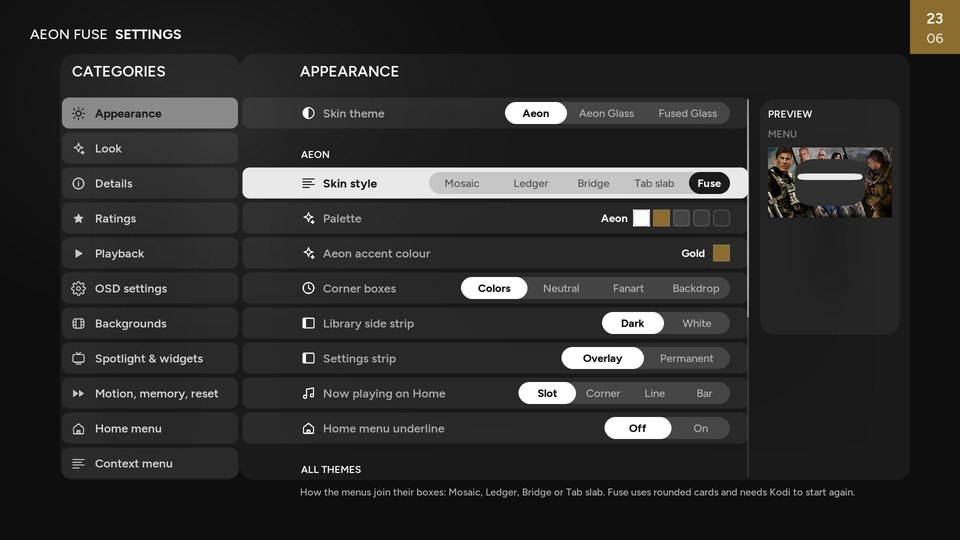 AEON FUSE SETTINGS
23
06
CATEGORIES
Appearance
Look
Details
Ratings
Playback
OSD settings
Backgrounds
Spotlight & widgets
Motion, memory, reset
Home menu
Context menu
APPEARANCE
Skin theme Aeon Aeon Glass Fused Glass
AEON
Skin style Mosaic Ledger Bridge Tab slab Fuse
Palette Aeon
Aeon accent colour Gold
Corner boxes Colors Neutral Fanart Backdrop
Library side strip Dark White
Settings strip Overlay Permanent
Now playing on Home Slot Corner Line Bar
Home menu underline Off On
ALL THEMES
How the menus join their boxes: Mosaic, Ledger, Bridge or Tab slab. Fuse uses rounded cards and needs Kodi to start again.
PREVIEW
MENU